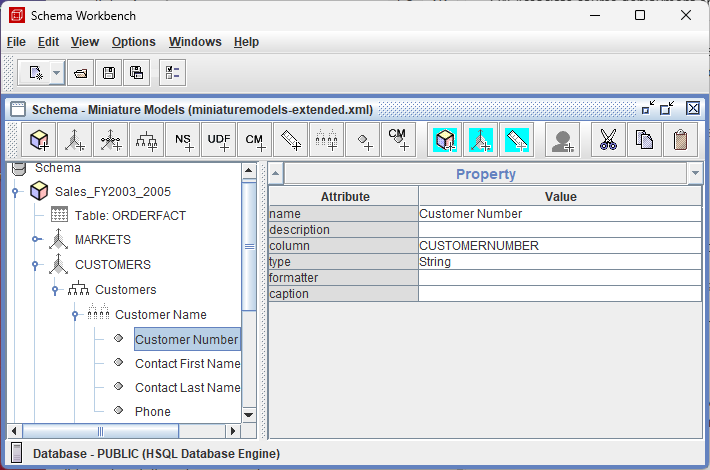 Schema Workbench
File Edit View Options Windows Help
Schema - Miniature Models (miniaturemodels-extended.xml)
NS UDF CM CM
Schema
Sales_FY2003_2005
Table: ORDERFACT
MARKETS
CUSTOMERS
Customers
Customer Name
Customer Number
Contact First Name
Contact Last Name
Phone
Property
Attribute Value
name Customer Number
description
column CUSTOMERNUMBER
type String
formatter
caption
Database - PUBLIC (HSQL Database Engine)